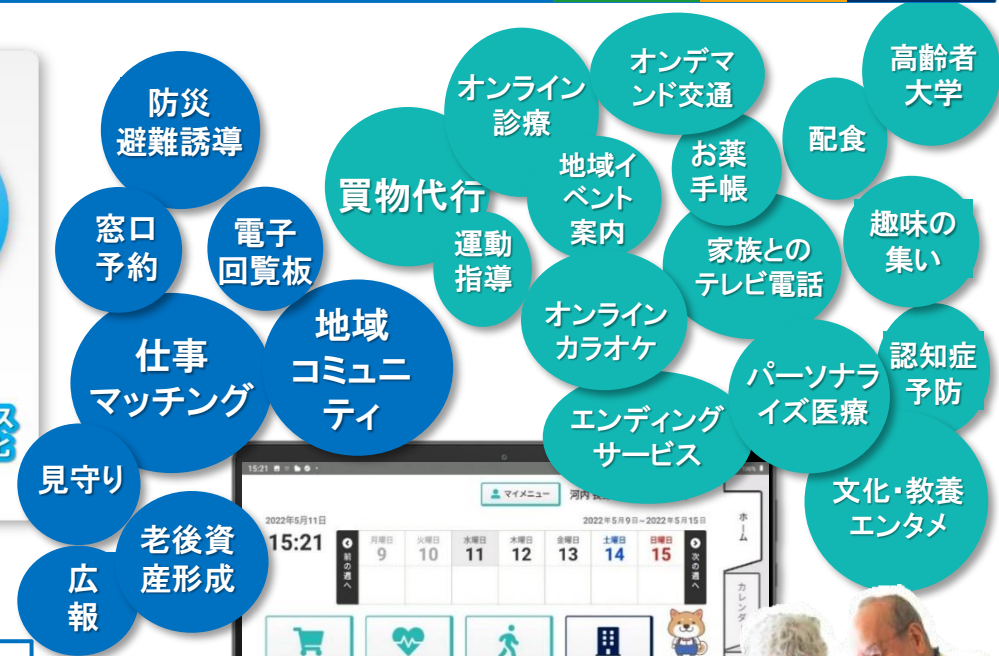 防災
避難誘導
窓口
予約
電子
回覧板
仕事
マッチング
地域
コミュニ
ティ
見守り
老後資
産形成
広
報
オンライン
診療
オンデマ
ンド交通
高齢者
大学
配食
お薬
手帳
買物代行
地域イ
ベント
案内
運動
指導
家族との
テレビ電話
趣味の
集い
オンライン
カラオケ
認知症
予防
パーソナラ
イズ医療
エンディング
サービス
文化・教養
エンタメ
ス
化
15:21
100%
マイメニュー
河内
2022年5月11日
15:21
2022年5月9日~2022年5月15日
前の週へ
月曜日
9
火曜日
10
水曜日
11
木曜日
12
金曜日
13
土曜日
14
日曜日
15
次の週へ
ホーム
カレンダー